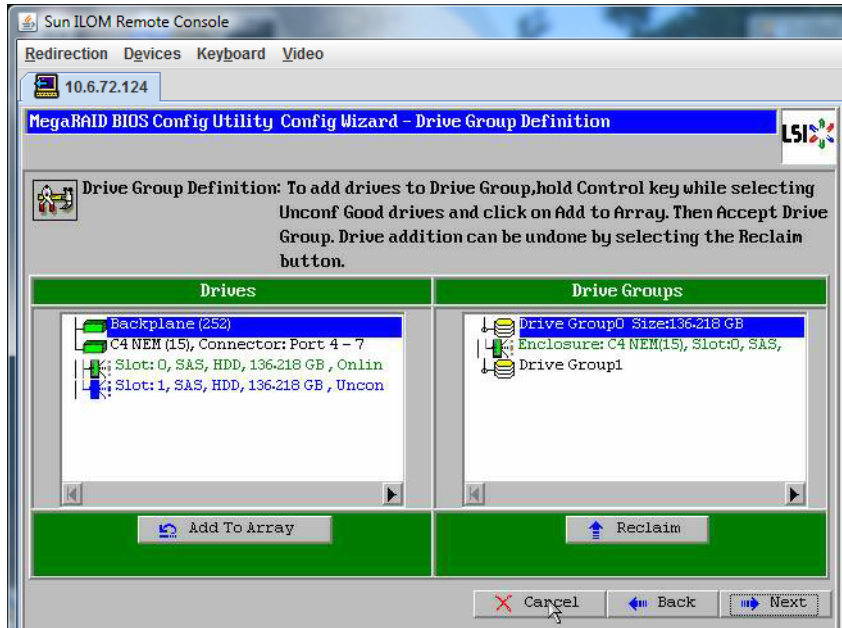 Sun ILOM Remote Console
Redirection Devices Keyboard Video
10.6.72.124
MegaRAID BIOS Config Utility Config Wizard – Drive Group Definition
LSI
Drive Group Definition: To add drives to Drive Group,hold Control key while selecting
Unconf Good drives and click on Add to Array. Then Accept Drive
Group. Drive addition can be undone by selecting the Reclaim
button.
Drives
Backplane (252)
C4 NEM (15), Connector: Port 4 – 7
Slot: 0, SAS, HDD, 136.218 GB , Onlin
Slot: 1, SAS, HDD, 136.218 GB , Uncon
Add To Array
Drive Groups
Drive Group0 Size:136.218 GB
Enclosure: C4 NEM(15), Slot:0, SAS,
Drive Group1
Reclaim
Cancel Back Next